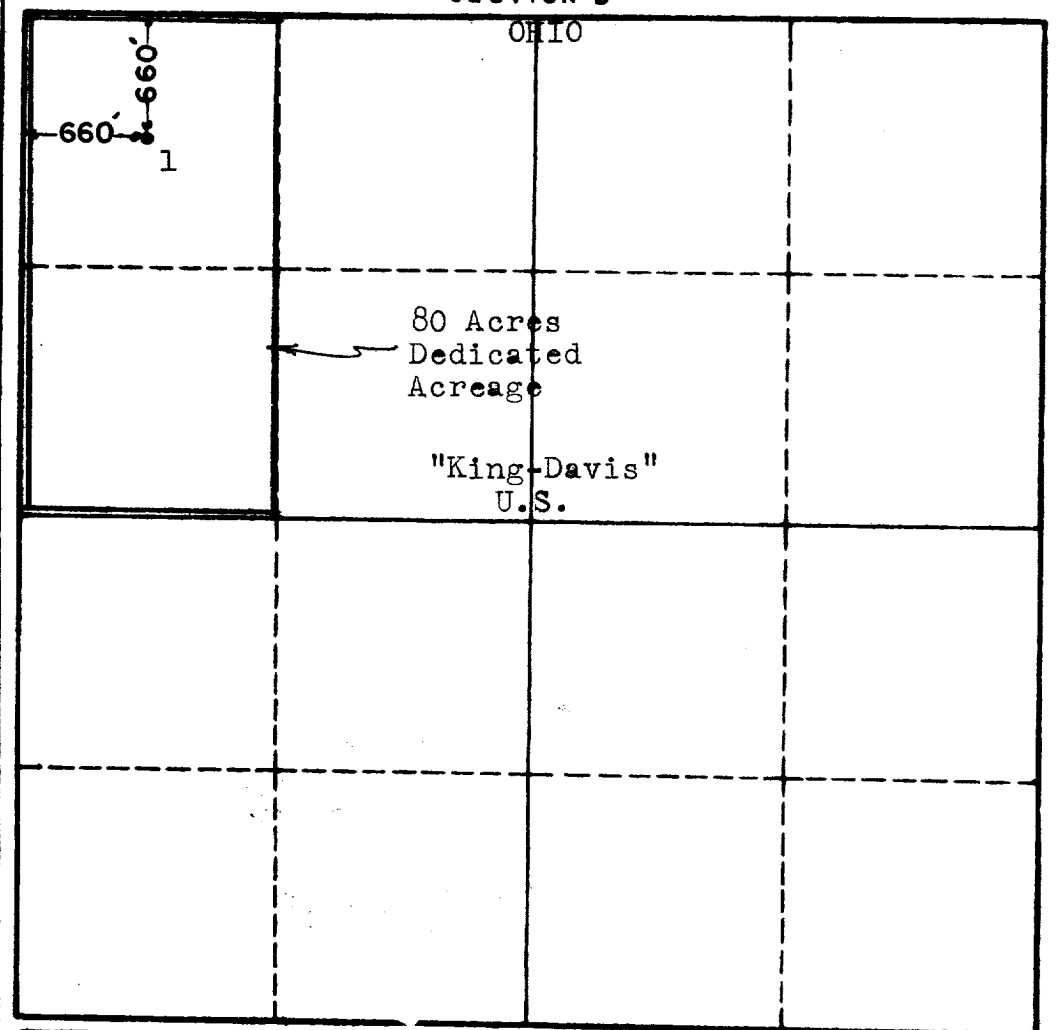 OHIO
660'
660'
1
80 Acres
Dedicated
Acreage
"King-Davis"
U.S.